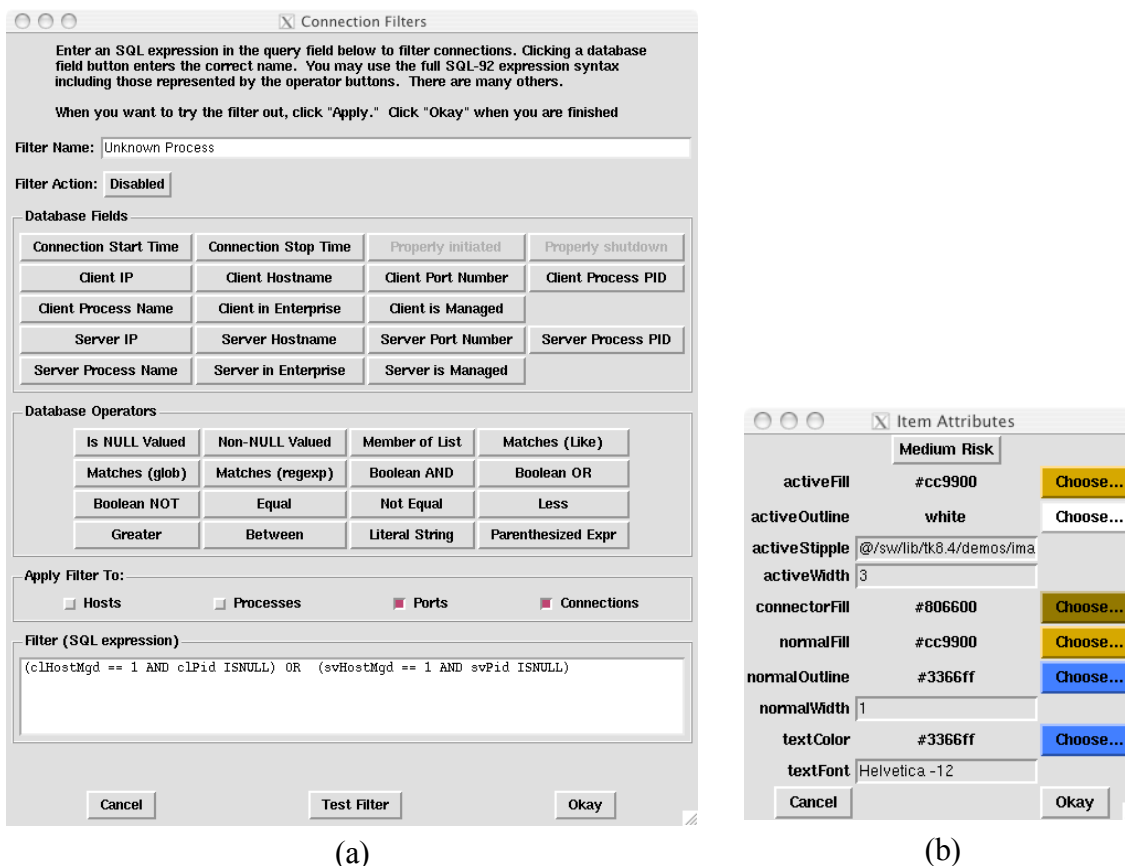 Connection Filters
Enter an SQL expression in the query field below to filter connections. Clicking a database
field button enters the correct name. You may use the full SQL-92 expression syntax
including those represented by the operator buttons. There are many others.
When you want to try the filter out, click "Apply." Click "Okay" when you are finished
Filter Name: Unknown Process
Filter Action: Disabled
Database Fields
Connection Start Time Connection Stop Time Properly initiated Properly shutdown
Client IP Client Hostname Client Port Number Client Process PID
Client Process Name Client in Enterprise Client is Managed
Server IP Server Hostname Server Port Number Server Process PID
Server Process Name Server in Enterprise Server is Managed
Database Operators
Is NULL Valued Non-NULL Valued Member of List Matches (Like)
Matches (glob) Matches (regexp) Boolean AND Boolean OR
Boolean NOT Equal Not Equal Less
Greater Between Literal String Parenthesized Expr
Apply Filter To:
Hosts Processes Ports Connections
Filter (SQL expression)
(clHostMgd == 1 AND clPid ISNULL) OR (svHostMgd == 1 AND svPid ISNULL)
Cancel Test Filter Okay
(a)
X Item Attributes
Medium Risk
activeFill #cc9900 Choose...
activeOutline white Choose...
activeStipple @/sw/lib/tk8.4/demos/ima
activeWidth 3
connectorFill #806600 Choose...
normalFill #cc9900 Choose...
normalOutline #3366ff Choose...
normalWidth 1
textColor #3366ff Choose...
textFont Helvetica -12
Cancel Okay
(b)